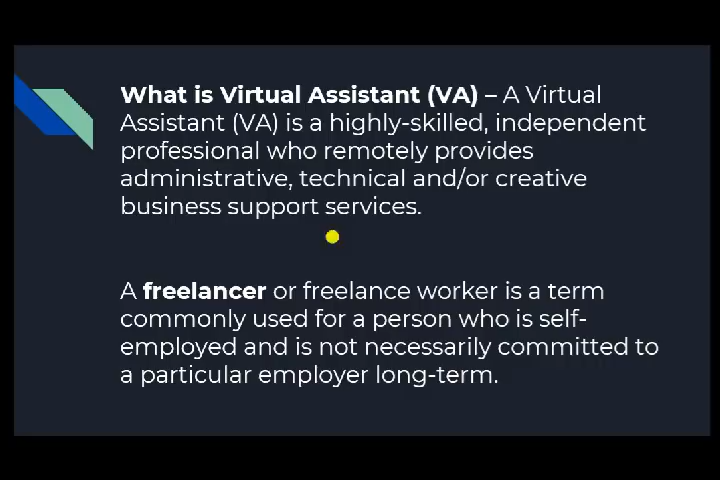 What is Virtual Assistant (VA) – A Virtual
Assistant (VA) is a highly-skilled, independent
professional who remotely provides
administrative, technical and/or creative
business support services.
A freelancer or freelance worker is a term
commonly used for a person who is self-
employed and is not necessarily committed to
a particular employer long-term.